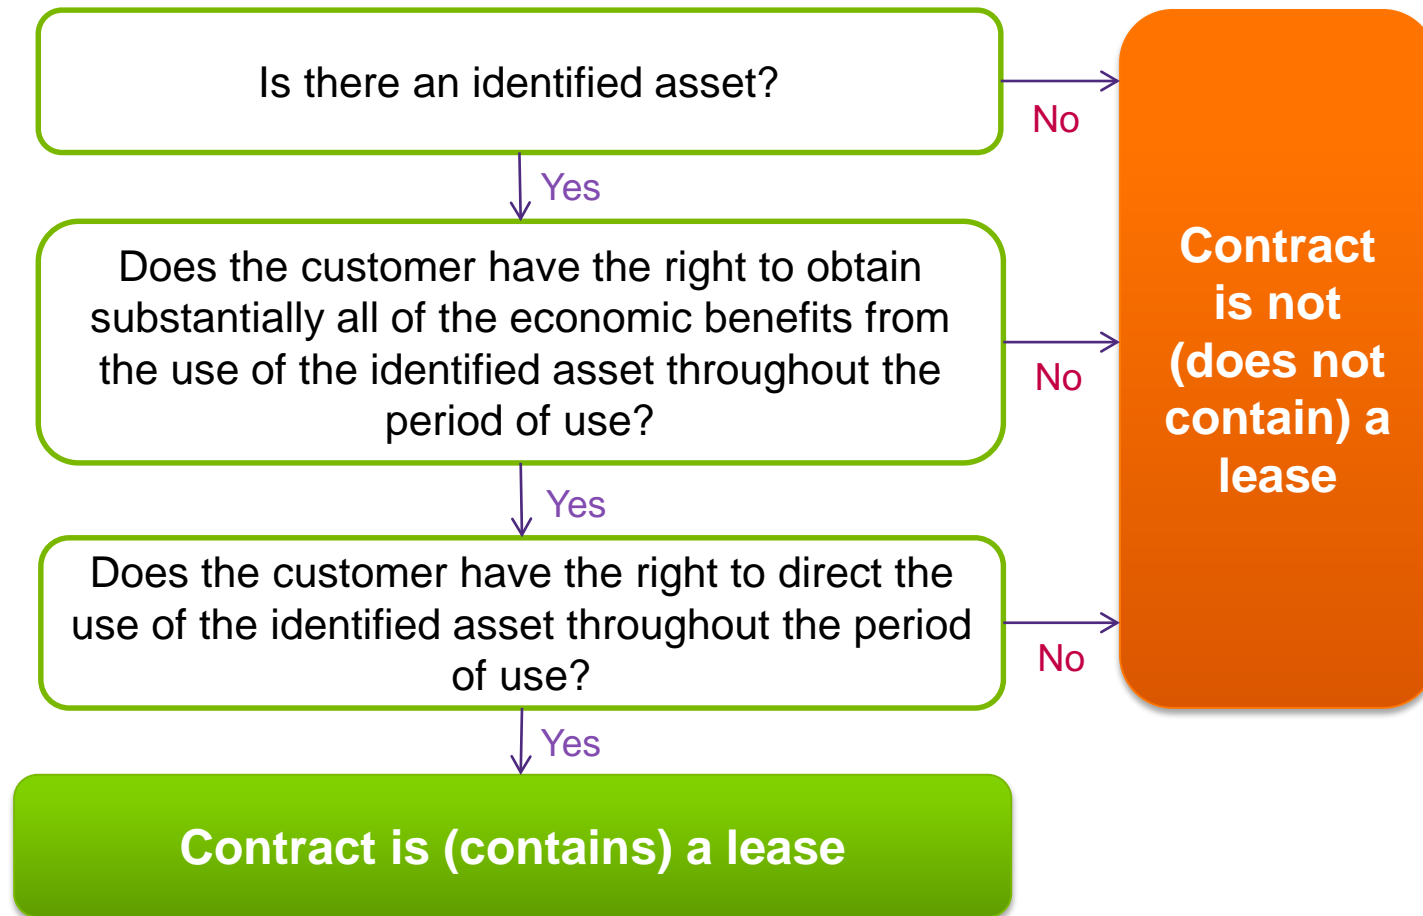 Is there an identified asset?
No
Yes
Does the customer have the right to obtain
substantially all of the economic benefits from
the use of the identified asset throughout the
period of use?
No
Yes
Does the customer have the right to direct the
use of the identified asset throughout the period
of use?
No
Yes
Contract is (contains) a lease
Contract
is not
(does not
contain) a
lease